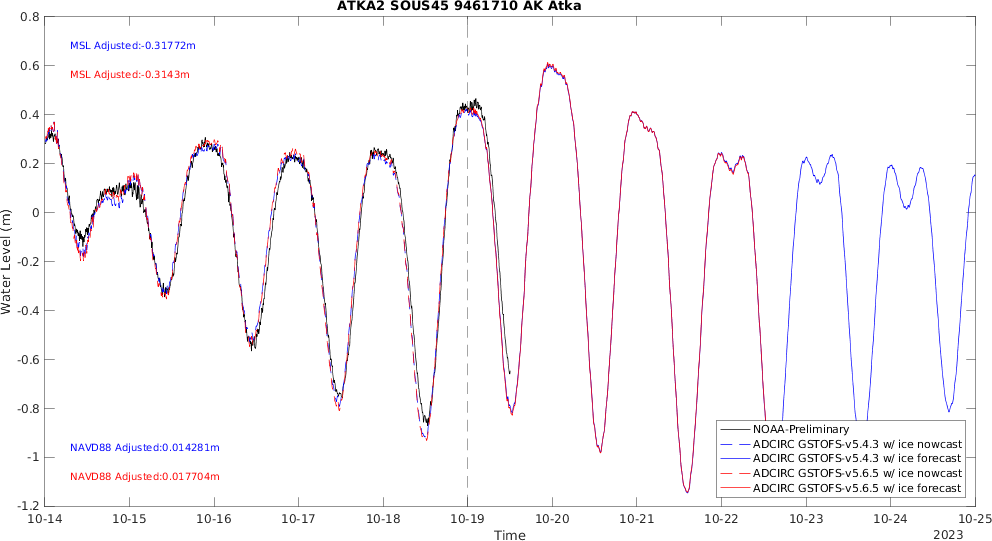 ATKA2 SOUS45 9461710 AK Atka
0.8
0.6
0.4
0.2
0
-0.2
-0.4
-0.6
-0.8
-1
-1.2
Water Level (m)
MSL Adjusted:-0.31772m
MSL Adjusted:-0.3143m
NAVD88 Adjusted:0.014281m
NAVD88 Adjusted:0.017704m
NOAA-Preliminary
ADCIRC GSTOFS-v5.4.3 w/ ice nowcast
ADCIRC GSTOFS-v5.4.3 w/ ice forecast
ADCIRC GSTOFS-v5.6.5 w/ ice nowcast
ADCIRC GSTOFS-v5.6.5 w/ ice forecast
10-14 10-15 10-16 10-17 10-18 10-19 10-20 10-21 10-22 10-23 10-24 10-25
Time
2023